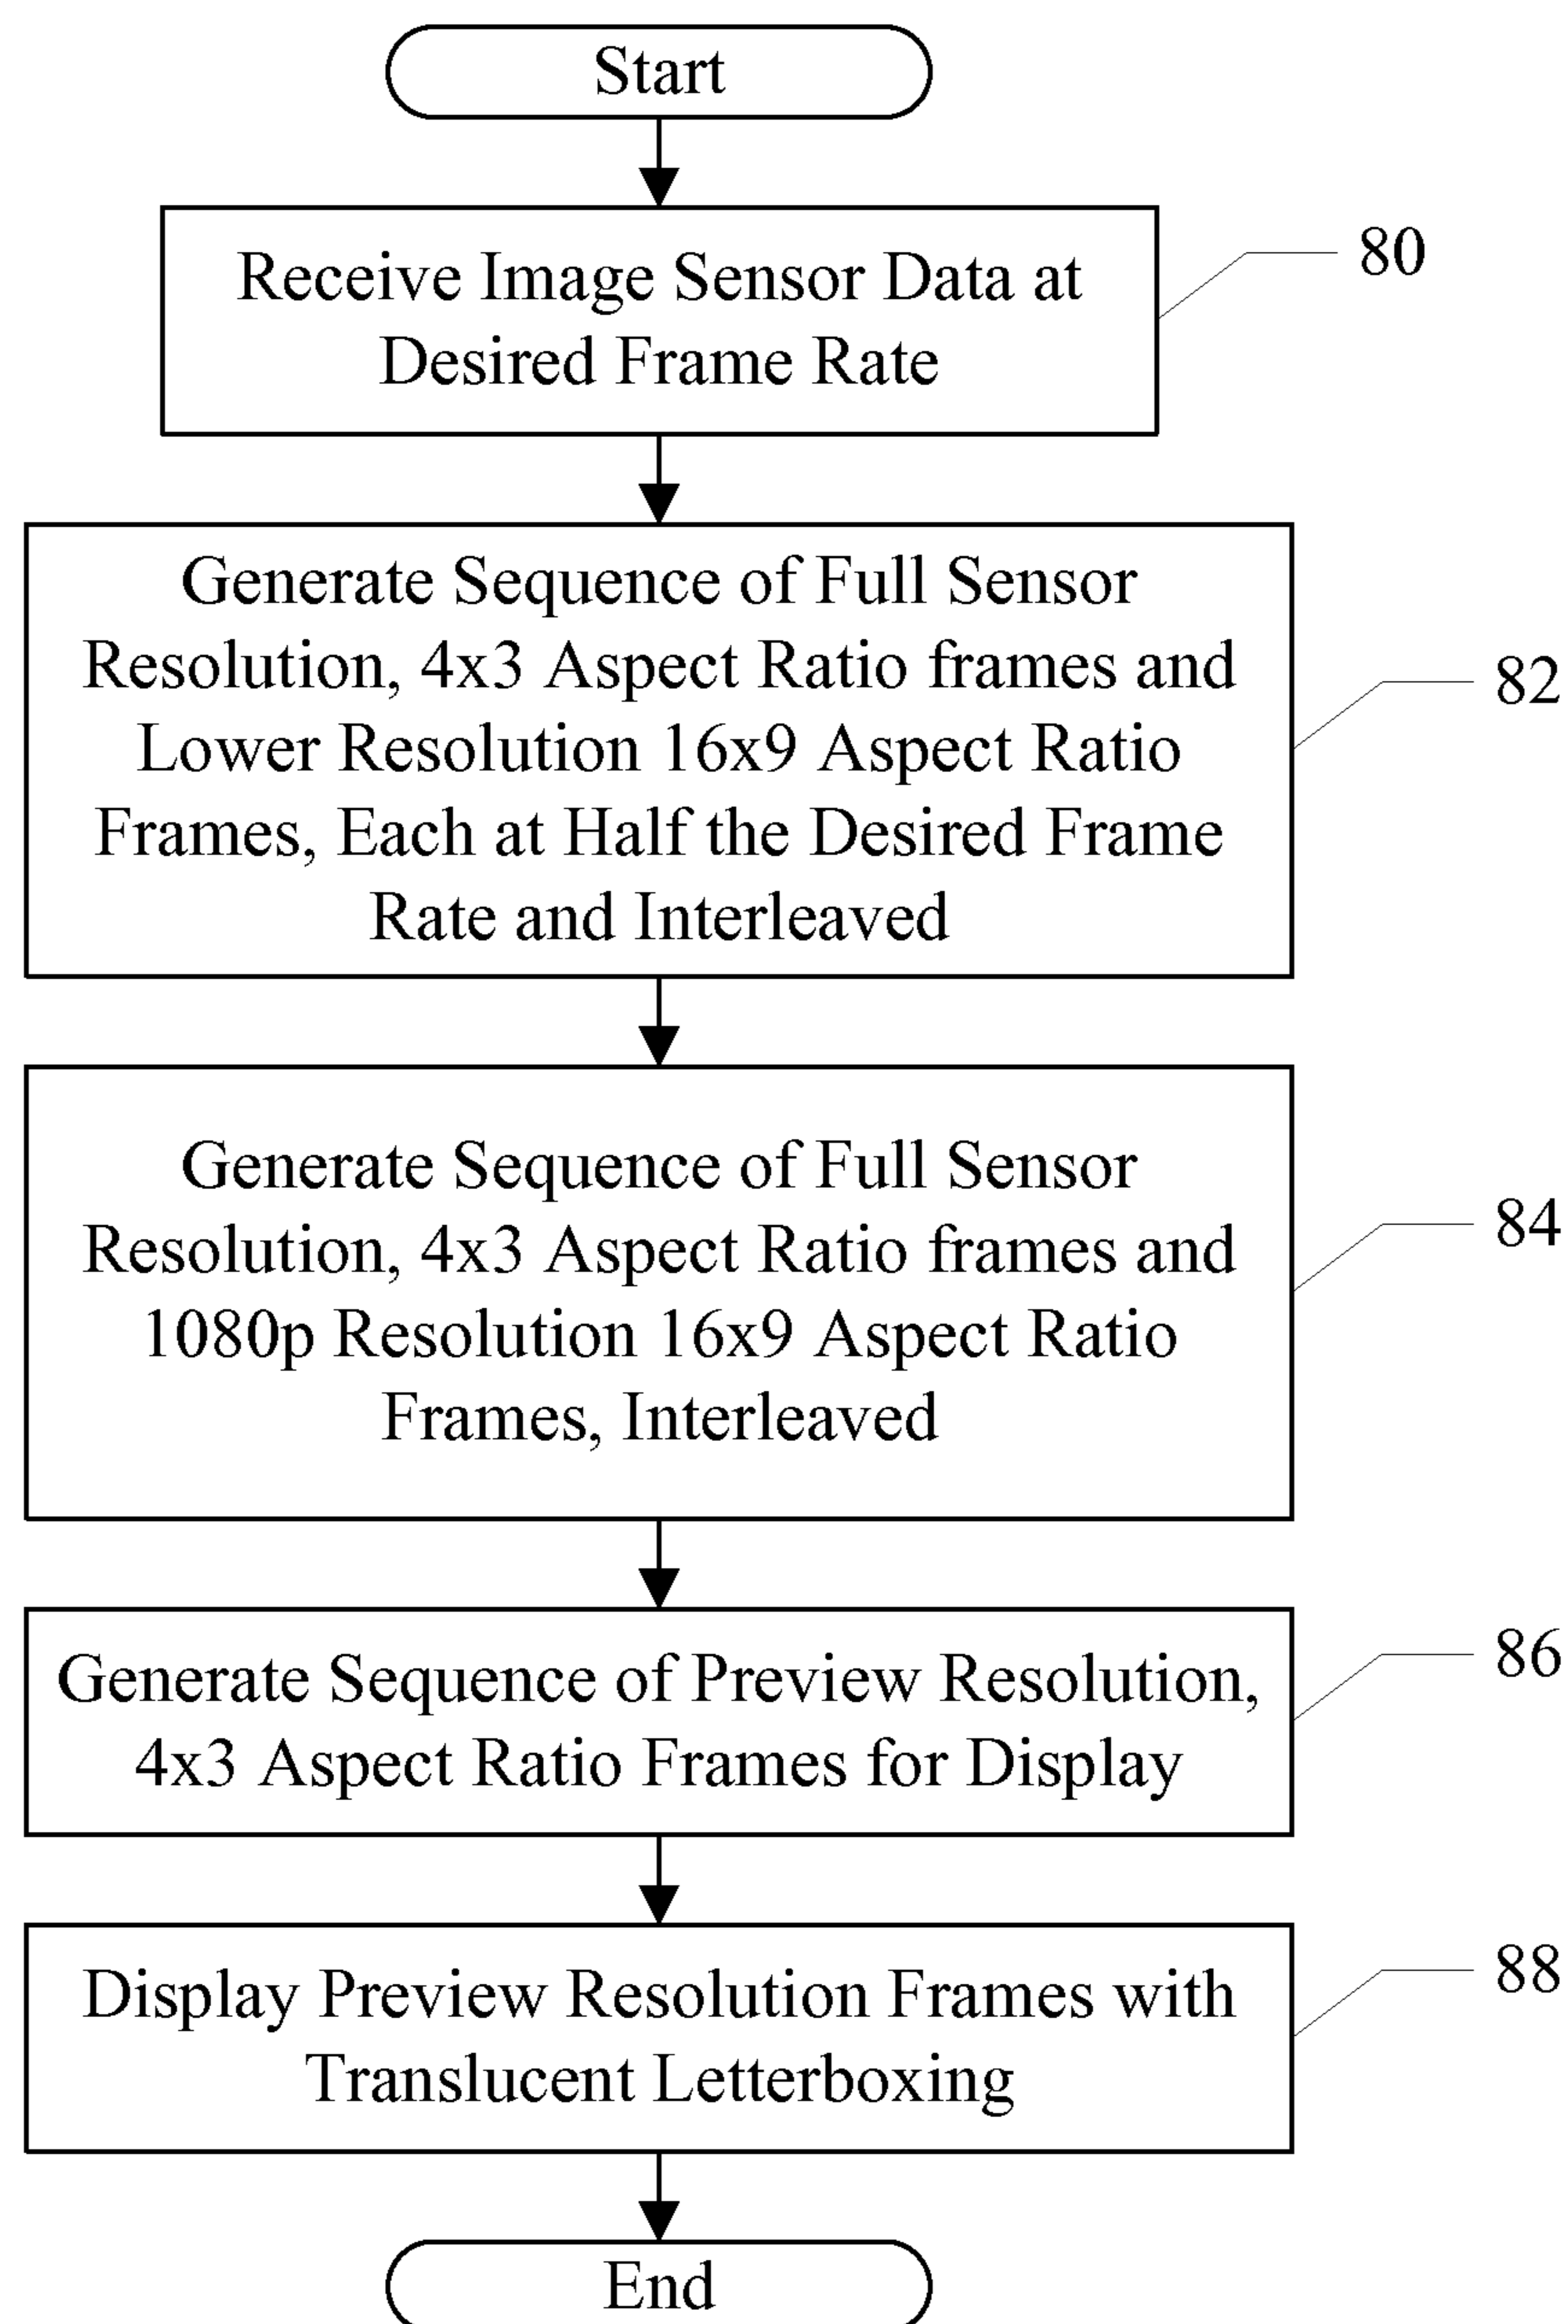 Start
Receive Image Sensor Data at
Desired Frame Rate
80
Generate Sequence of Full Sensor
Resolution, 4x3 Aspect Ratio frames and
Lower Resolution 16x9 Aspect Ratio
Frames, Each at Half the Desired Frame
Rate and Interleaved
82
Generate Sequence of Full Sensor
Resolution, 4x3 Aspect Ratio frames and
1080p Resolution 16x9 Aspect Ratio
Frames, Interleaved
84
Generate Sequence of Preview Resolution,
4x3 Aspect Ratio Frames for Display
86
Display Preview Resolution Frames with
Translucent Letterboxing
88
End